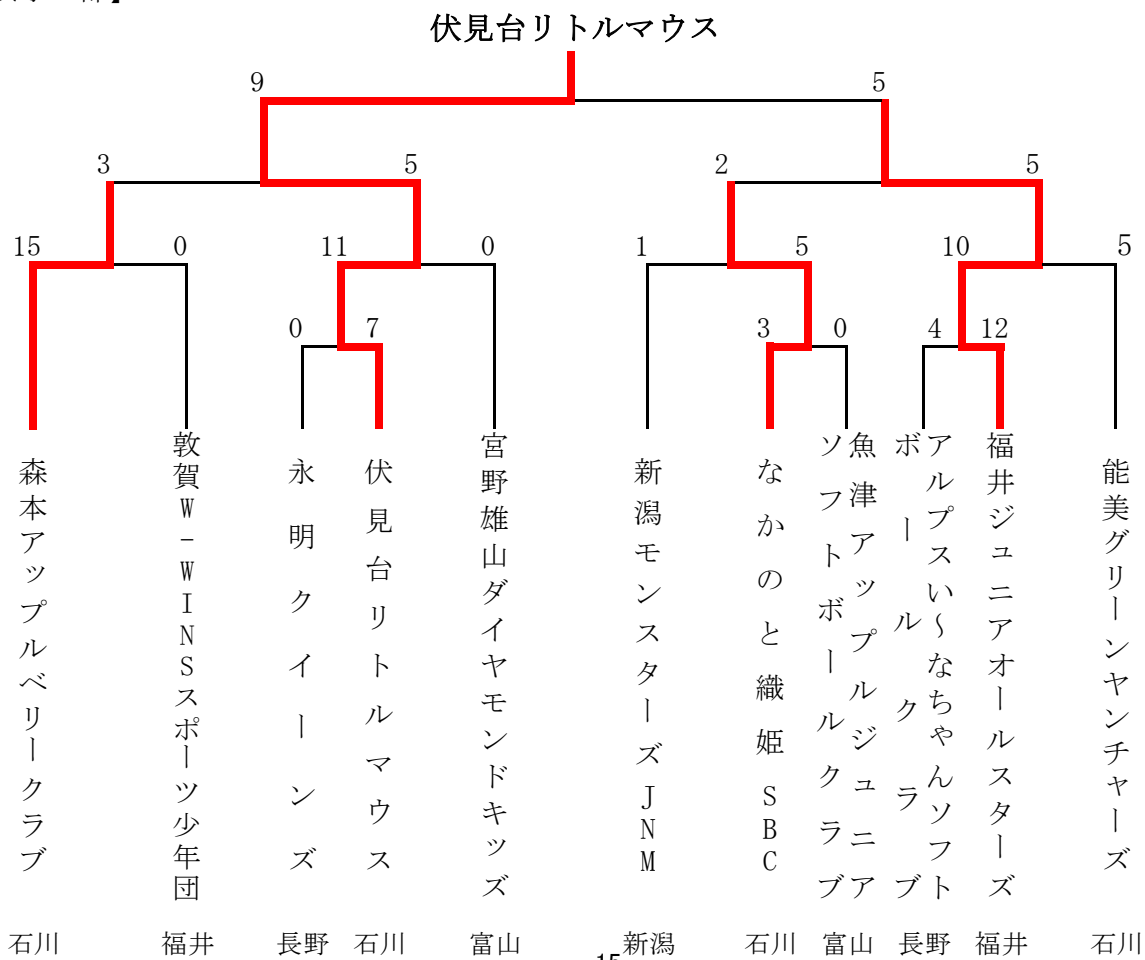 伏見台リトルマウス
9 5
3 5 2 5
15 0 11 0 1 5 10 5
0 7 3 0 4 12
森本アップルベリークラブ
敦賀W-WINSスポーツ少年団
永明クイーンズ
伏見台リトルマウス
宮野雄山ダイヤモンドキッズ
新潟モンスターズJNM
なかのと織姫SBC
魚津アップルジュニア
ソフトボールクラブ
アルプスい~なちゃんソフト
ボールクラブ
福井ジュニアオールスターズ
能美グリーンヤンチャーズ
石川 福井 長野 石川 富山 新潟 石川 富山 長野 福井 石川